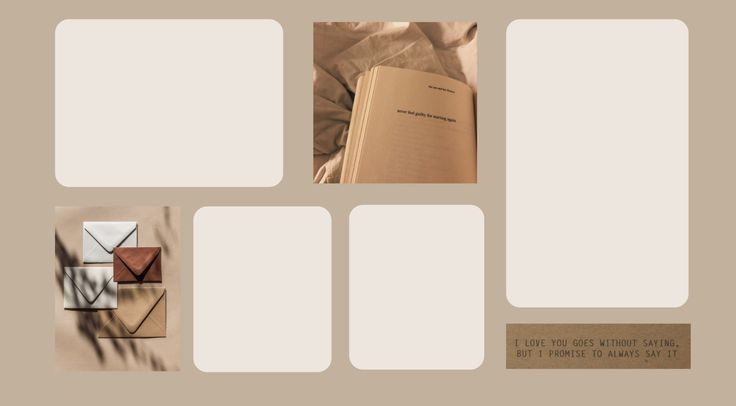 never feel guilty for starting again
I LOVE YOU GOES WITHOUT SAYING,
BUT I PROMISE TO ALWAYS SAY IT